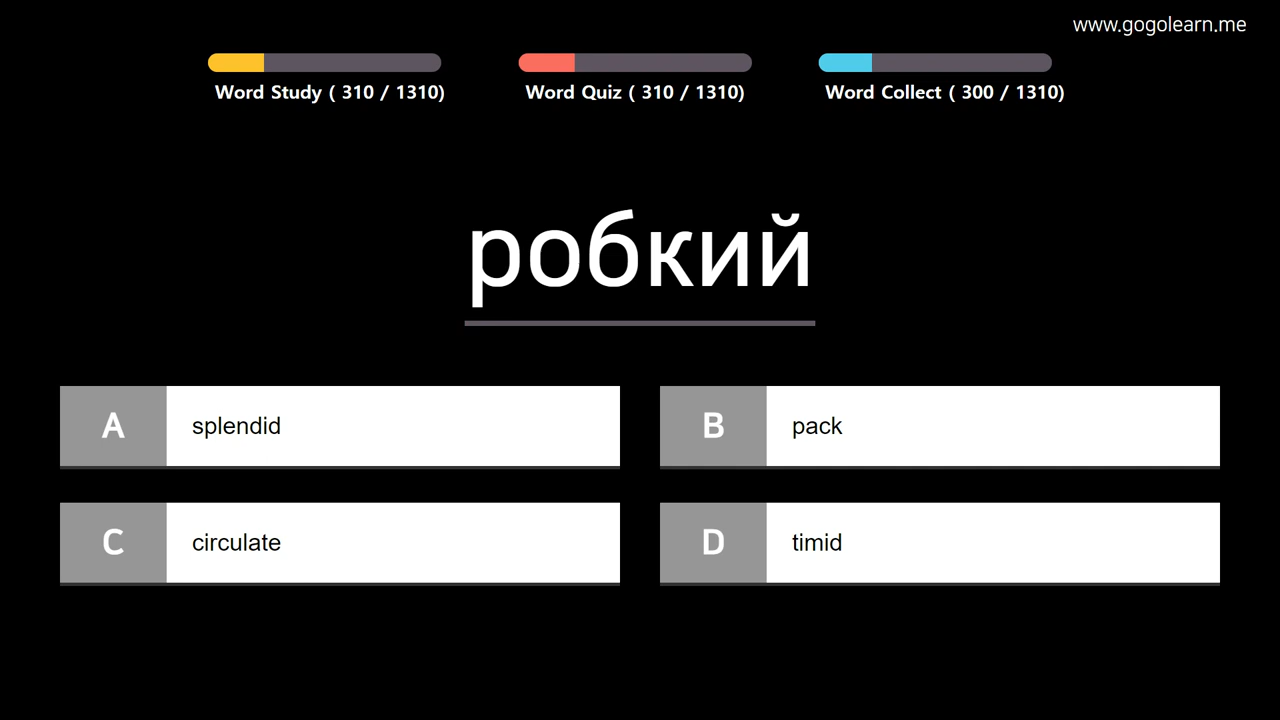 www.gogolearn.me
Word Study ( 310 / 1310)
Word Quiz ( 310 / 1310)
Word Collect ( 300 / 1310)
робкий
A splendid
B pack
C circulate
D timid